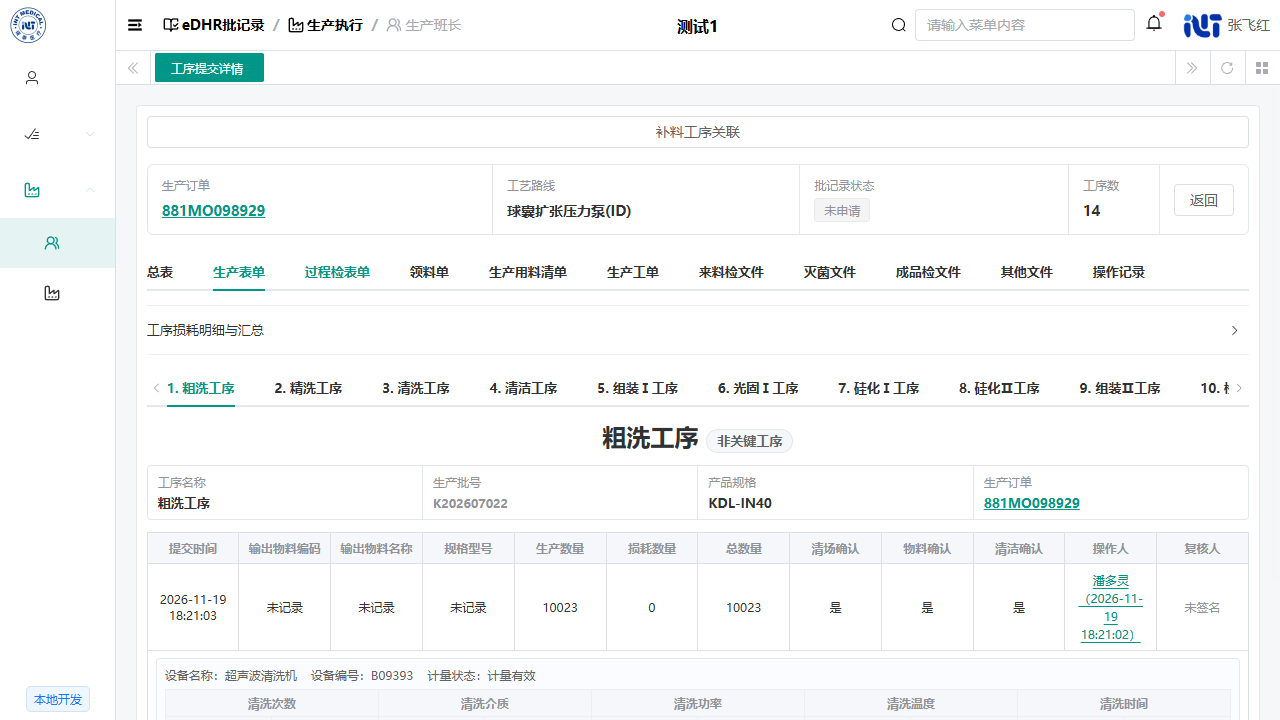 eDHR批记录 / 生产执行 / 生产班长
测试1
请输入菜单内容
张飞红
工序提交详情
补料工序关联
生产订单
881MO098929
工艺路线
球囊扩张压力泵(ID)
批记录状态
未申请
工序数
14
返回
总表 生产表单 过程检表单 领料单 生产用料清单 生产工单 来料检文件 灭菌文件 成品检文件 其他文件 操作记录
工序损耗明细与汇总
1. 粗洗工序 2. 精洗工序 3. 清洗工序 4. 清洁工序 5. 组装Ⅰ工序 6. 光固Ⅰ工序 7. 硅化Ⅰ工序 8. 硅化Ⅱ工序 9. 组装Ⅱ工序 10.
粗洗工序 非关键工序
工序名称
粗洗工序
生产批号
K202607022
产品规格
KDL-IN40
生产订单
881MO098929
提交时间 输出物料编码 输出物料名称 规格型号 生产数量 损耗数量 总数量 清场确认 物料确认 清洁确认 操作人 复核人
2026-11-19
18:21:03
未记录 未记录 未记录 10023 0 10023 是 是 是
潘多灵
（2026-11-
19
18:21:02）
未签名
设备名称: 超声波清洗机 设备编号: B09393 计量状态: 计量有效
清洗次数 清洗介质 清洗功率 清洗温度 清洗时间
本地开发